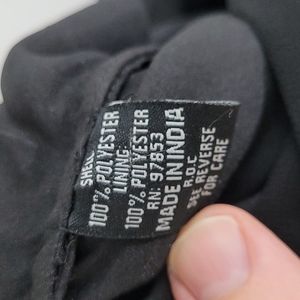 SHELL:
100% POLYESTER
LINING:
100% POLYESTER
RN: 97853
MADE IN INDIA
R.O.C
SEE REVERSE
FOR CARE